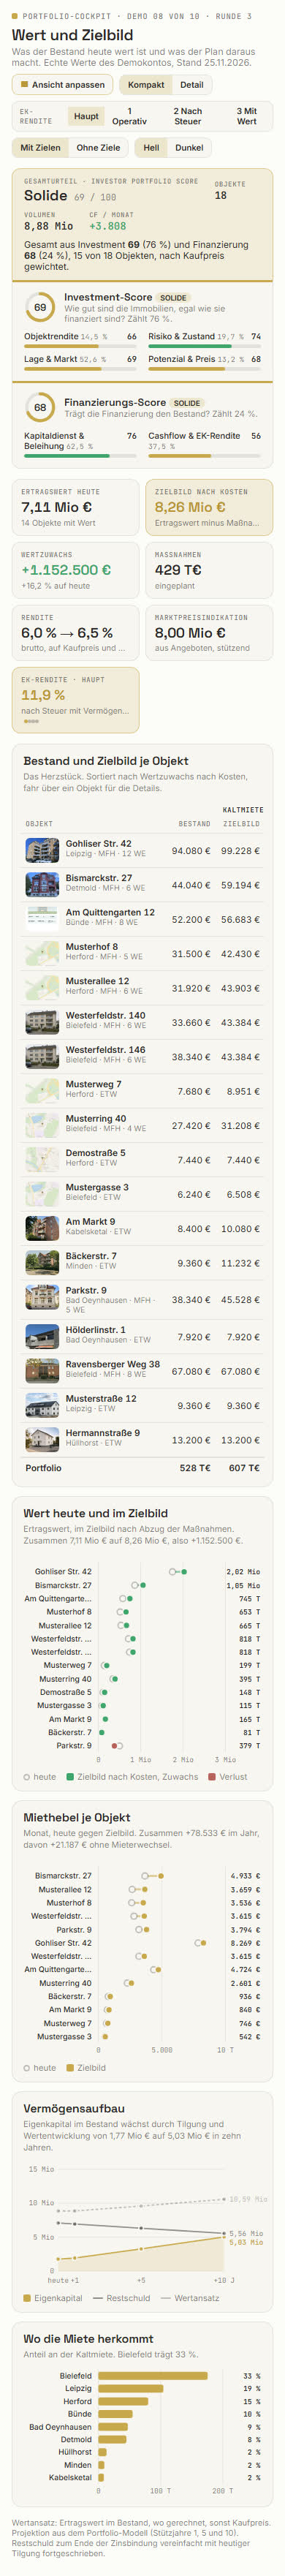 PORTFOLIO-COCKPIT · DEMO 08 VON 10 · RUNDE 3
Wert und Zielbild
Was der Bestand heute wert ist und was der Plan daraus
macht. Echte Werte des Demokontos, Stand 25.11.2026.
Ansicht anpassen
Kompakt Detail
EK-RENDITE
Haupt
1 Operativ
2 Nach Steuer
3 Mit Wert
Mit Zielen Ohne Ziele
Hell Dunkel
GESAMTURTEIL · INVESTOR PORTFOLIO SCORE
Solide 69 / 100
OBJEKTE
18
VOLUMEN
8,88 Mio
CF / MONAT
+3.808
Gesamt aus Investment 69 (76 %) und Finanzierung
68 (24 %), 15 von 18 Objekten, nach Kaufpreis
gewichtet.
69
Investment-Score SOLIDE
Wie gut sind die Immobilien, egal wie sie
finanziert sind? Zählt 76 %.
Objektrendite 14,5 % 66
Risiko & Zustand 19,7 % 74
Lage & Markt 52,6 % 69
Potenzial & Preis 13,2 % 68
68
Finanzierungs-Score SOLIDE
Trägt die Finanzierung den Bestand? Zählt 24 %.
Kapitaldienst &
Beleihung 62,5 % 76
Cashflow & EK-Rendite
37,5 % 56
ERTRAGSWERT HEUTE
7,11 Mio €
14 Objekte mit Wert
ZIELBILD NACH KOSTEN
8,26 Mio €
Ertragswert minus Maßna...
WERTZUWACHS
+1.152.500 €
+16,2 % auf heute
MASSNAHMEN
429 T€
eingeplant
RENDITE
6,0 % → 6,5 %
brutto, auf Kaufpreis und ...
MARKTPREISINDIKATION
8,00 Mio €
aus Angeboten, stützend
EK-RENDITE · HAUPT
11,9 %
nach Steuer mit Vermögen...
Bestand und Zielbild je Objekt
Das Herzstück. Sortiert nach Wertzuwachs nach Kosten,
fahr über ein Objekt für die Details.
KALTMIETE
OBJEKT BESTAND ZIELBILD
Gohliser Str. 42
Leipzig · MFH · 12 WE
94.080 € 99.228 €
Bismarckstr. 27
Detmold · MFH · 6 WE
44.040 € 59.194 €
Am Quittengarten 12
Bünde · MFH · 8 WE
52.200 € 56.683 €
Musterhof 8
Herford · MFH · 5 WE
31.500 € 42.430 €
Musterallee 12
Herford · MFH · 6 WE
31.920 € 43.903 €
Westerfeldstr. 140
Bielefeld · MFH · 6 WE
33.660 € 43.384 €
Westerfeldstr. 146
Bielefeld · MFH · 6 WE
38.340 € 43.384 €
Musterweg 7
Herford · ETW
7.680 € 8.951 €
Musterring 40
Bielefeld · MFH · 4 WE
27.420 € 31.208 €
Demostraße 5
Herford · ETW
7.440 € 7.440 €
Mustergasse 3
Bielefeld · ETW
6.240 € 6.508 €
Am Markt 9
Kabelsketal · ETW
8.400 € 10.080 €
Bäckerstr. 7
Minden · ETW
9.360 € 11.232 €
Parkstr. 9
Bad Oeynhausen · MFH ·
5 WE
38.340 € 45.528 €
Hölderlinstr. 1
Bad Oeynhausen · ETW
7.920 € 7.920 €
Ravensberger Weg 38
Bielefeld · MFH · 8 WE
67.080 € 67.080 €
Musterstraße 12
Leipzig · ETW
9.360 € 9.360 €
Hermannstraße 9
Hüllhorst · ETW
13.200 € 13.200 €
Portfolio 528 T€ 607 T€
Wert heute und im Zielbild
Ertragswert, im Zielbild nach Abzug der Maßnahmen.
Zusammen 7,11 Mio € auf 8,26 Mio €, also +1.152.500 €.
Gohliser Str. 42 2,02 Mio
Bismarckstr. 27 1,05 Mio
Am Quittengarte... 745 T
Musterhof 8 653 T
Musterallee 12 665 T
Westerfeldstr. ... 818 T
Westerfeldstr. ... 818 T
Musterweg 7 199 T
Musterring 40 395 T
Demostraße 5 148 T
Mustergasse 3 115 T
Am Markt 9 165 T
Bäckerstr. 7 81 T
Parkstr. 9 379 T
0 1 Mio 2 Mio 3 Mio
heute Zielbild nach Kosten, Zuwachs Verlust
Miethebel je Objekt
Monat, heute gegen Zielbild. Zusammen +78.533 € im Jahr,
davon +21.187 € ohne Mieterwechsel.
Bismarckstr. 27 4.933 €
Musterallee 12 3.659 €
Musterhof 8 3.536 €
Westerfeldstr. ... 3.615 €
Parkstr. 9 3.794 €
Gohliser Str. 42 8.269 €
Westerfeldstr. ... 3.615 €
Am Quittengarte... 4.724 €
Musterring 40 2.601 €
Bäckerstr. 7 936 €
Am Markt 9 840 €
Musterweg 7 746 €
Mustergasse 3 542 €
0 5.000 10 T
heute Zielbild
Vermögensaufbau
Eigenkapital im Bestand wächst durch Tilgung und
Wertentwicklung von 1,77 Mio € auf 5,03 Mio € in zehn
Jahren.
15 Mio
10 Mio
10,59 Mio
5 Mio
5,56 Mio
5,03 Mio
0
heute +1 +5 +10 J
Eigenkapital Restschuld Wertansatz
Wo die Miete herkommt
Anteil an der Kaltmiete. Bielefeld trägt 33 %.
Bielefeld 33 %
Leipzig 19 %
Herford 15 %
Bünde 10 %
Bad Oeynhausen 9 %
Detmold 8 %
Hüllhorst 2 %
Minden 2 %
Kabelsketal 2 %
0 100 T 200 T
Wertansatz: Ertragswert im Bestand, wo gerechnet, sonst Kaufpreis.
Projektion aus dem Portfolio-Modell (Stützjahre 1, 5 und 10).
Restschuld zum Ende der Zinsbindung vereinfacht mit heutiger
Tilgung fortgeschrieben.